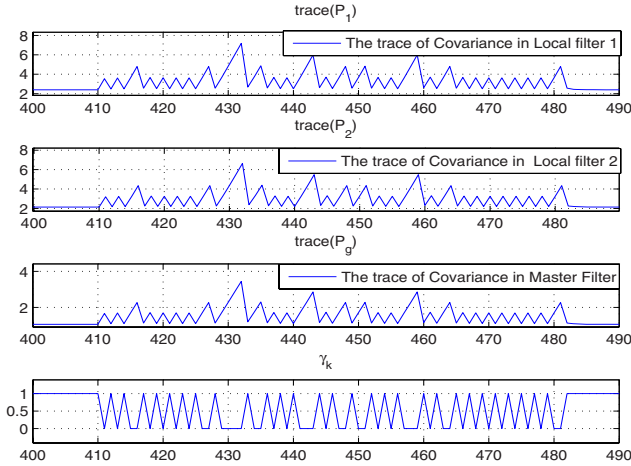 trace(P1)
8
6
4
2
The trace of Covariance in Local filter 1
400 410 420 430 440 450 460 470 480 490
trace(P2)
8
6
4
2
The trace of Covariance in Local filter 2
400 410 420 430 440 450 460 470 480 490
trace(Pg)
4
2
The trace of Covariance in Master Filter
400 410 420 430 440 450 460 470 480 490
γk
1
0.5
0
400 410 420 430 440 450 460 470 480 490